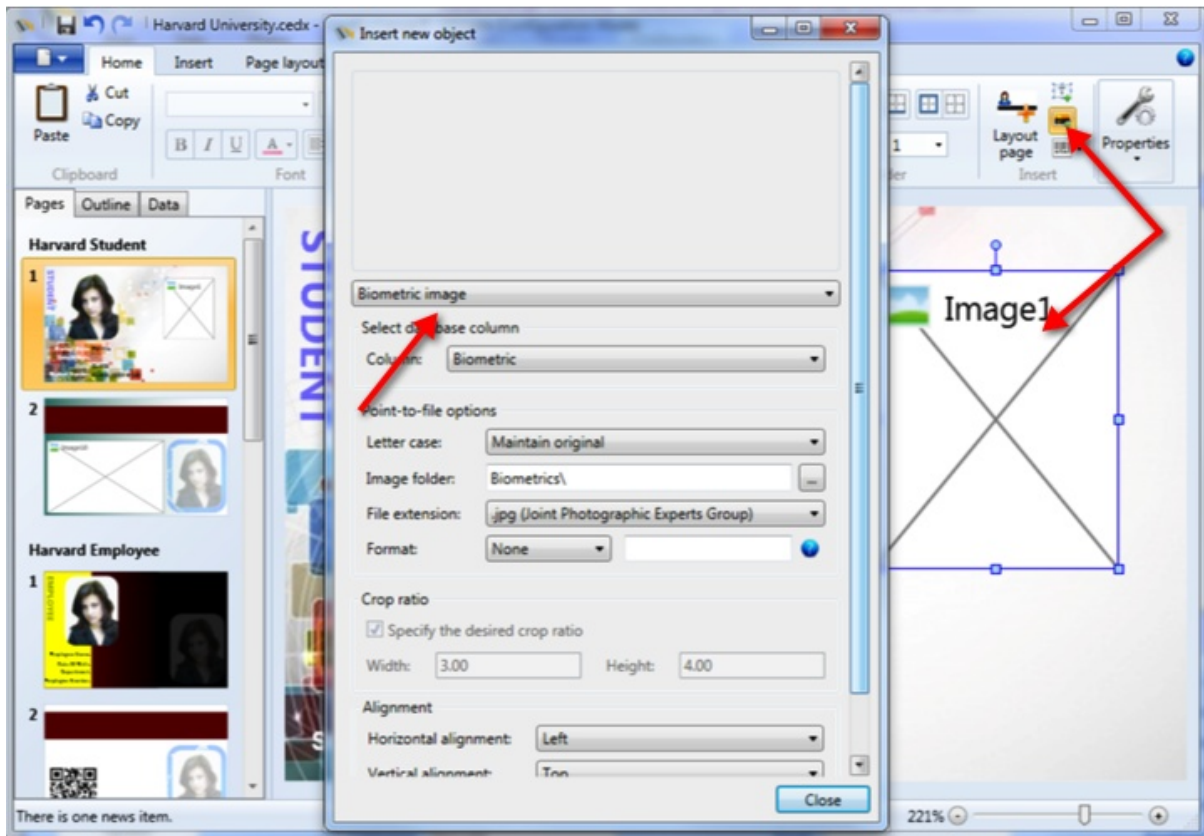 Harvard University.cedx -
Insert new object
Home Insert Page layout
Cut
Copy
Paste
B I U A
1
Layout
page
Properties
Clipboard Font Insert
Pages Outline Data
Harvard Student
1
STUDENT
Image1
2
Harvard Employee
1
EMPLOYEE
2
STUDENT
S
Biometric image
Select database column
Column: Biometric
Point-to-file options
Letter case: Maintain original
Image folder: Biometrics\ ...
File extension: .jpg (Joint Photographic Experts Group)
Format: None
Crop ratio
Specify the desired crop ratio
Width: 3.00 Height: 4.00
Alignment
Horizontal alignment: Left
Vertical alignment: Top
Close
Image1
There is one news item.
221%